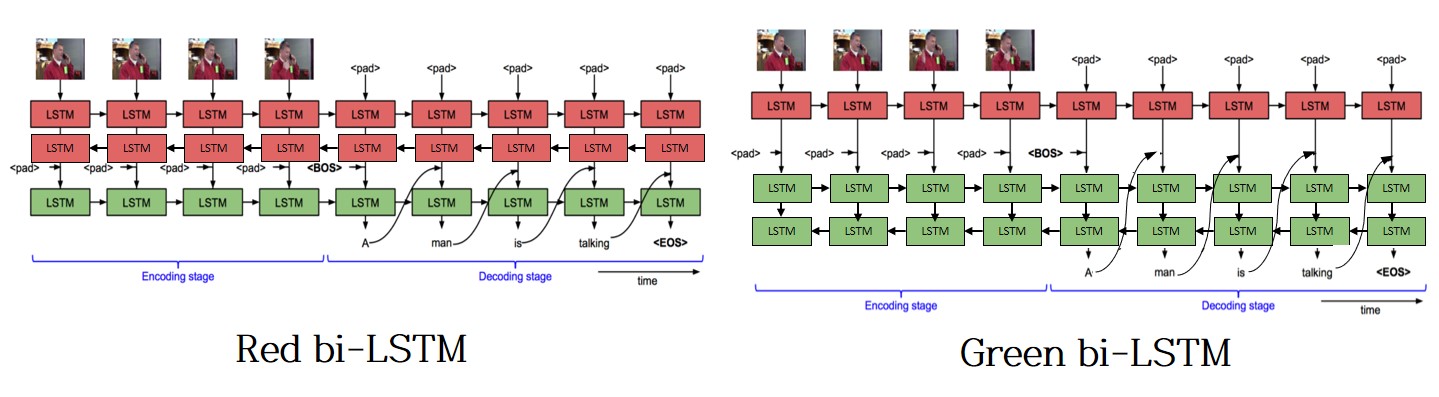 <pad> <pad> <pad> <pad> <pad>
LSTM LSTM LSTM LSTM LSTM LSTM LSTM LSTM LSTM
LSTM LSTM LSTM LSTM LSTM LSTM LSTM LSTM LSTM
<pad> <pad> <pad> <pad> <BOS>
LSTM LSTM LSTM LSTM LSTM LSTM LSTM LSTM LSTM
A man is talking <EOS>
Encoding stage Decoding stage
time
Red bi-LSTM
<pad> <pad> <pad> <pad> <pad>
LSTM LSTM LSTM LSTM LSTM LSTM LSTM LSTM LSTM
<pad> <pad> <pad> <pad> <BOS>
LSTM LSTM LSTM LSTM LSTM LSTM LSTM LSTM LSTM
LSTM LSTM LSTM LSTM LSTM LSTM LSTM LSTM LSTM
A man is talking <EOS>
Encoding stage Decoding stage
time
Green bi-LSTM